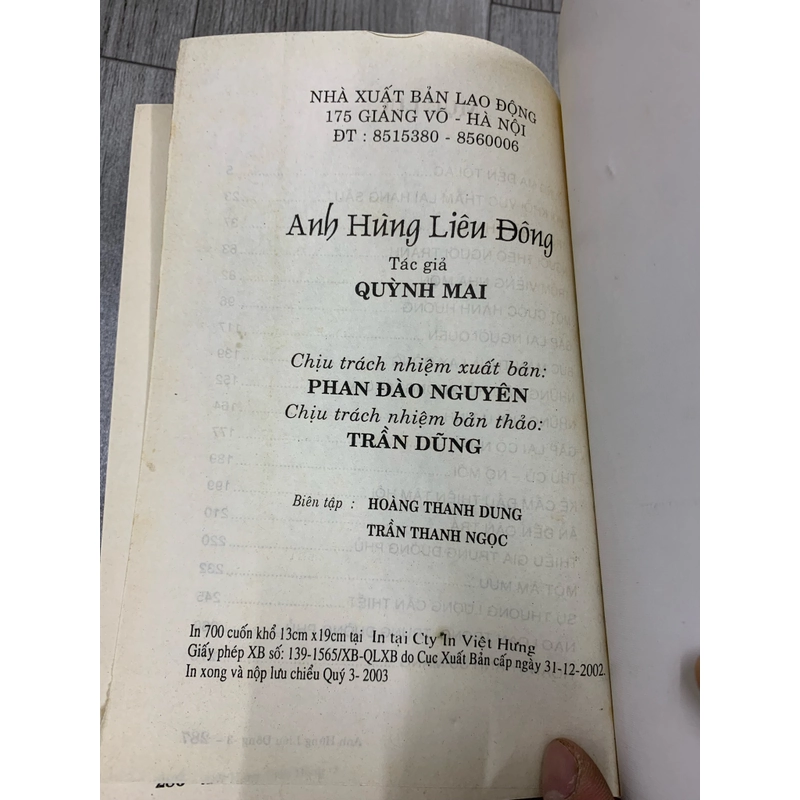 NHÀ XUẤT BẢN LAO ĐỘNG
175 GIẢNG VÕ - HÀ NỘI
ĐT : 8515380 - 8560006
Anh Hùng Liêu Đông
Tác giả
QUỲNH MAI
Chịu trách nhiệm xuất bản:
PHAN ĐÀO NGUYÊN
Chịu trách nhiệm bản thảo:
TRẦN DŨNG
Biên tập : HOÀNG THANH DUNG
TRẦN THANH NGỌC
In 700 cuốn khổ 13cm x19cm tại In tại Cty In Việt Hưng
Giấy phép XB số: 139-1565/XB-QLXB do Cục Xuất Bản cấp ngày 31-12-2002.
In xong và nộp lưu chiểu Quý 3- 2003